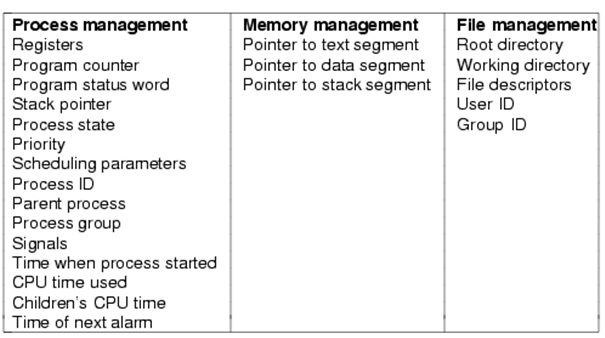 Process management
Registers
Program counter
Program status word
Stack pointer
Process state
Priority
Scheduling parameters
Process ID
Parent process
Process group
Signals
Time when process started
CPU time used
Children's CPU time
Time of next alarm
Memory management
Pointer to text segment
Pointer to data segment
Pointer to stack segment
File management
Root directory
Working directory
File descriptors
User ID
Group ID